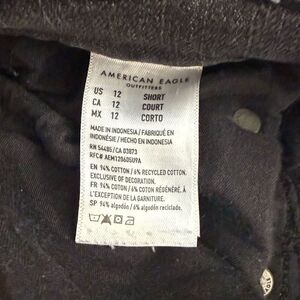 AMERICAN EAGLE
OUTFITTERS
US 12 SHORT
CA 12 COURT
MX 12 CORTO
MADE IN INDONESIA / FABRIQUÉ EN
INDONÉSIE / HECHO EN INDONESIA
RN 54485/CA 03073
RFC# AEM120605U9A
EN 94% COTTON / 6% RECYCLED COTTON.
EXCLUSIVE OF DECORATION.
FR 94% COTON / 6% COTON RÉGÉNÉRÉ, À
L'EXCEPTION DE LA GARNITURE.
SP 94% algodón / 6% algodón reciclado.